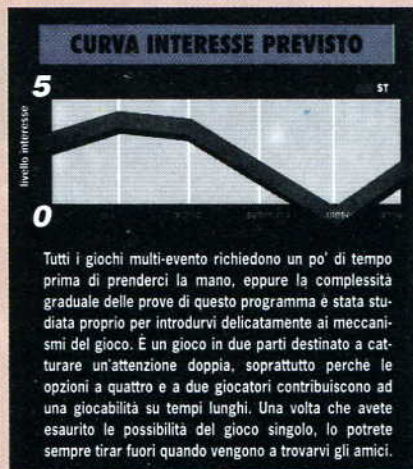 CURVA INTERESSE PREVISTO
5
ST
livello interesse
0
Tutti i giochi multi-evento richiedono un po' di tempo
prima di prenderci la mano, eppure la complessità
graduale delle prove di questo programma è stata stu-
diata proprio per introdurvi delicatamente ai meccani-
smi del gioco. È un gioco in due parti destinato a cat-
turare un'attenzione doppia, soprattutto perchè le
opzioni a quattro e a due giocatori contribuiscono ad
una giocabilità su tempi lunghi. Una volta che avete
esaurito le possibilità del gioco singolo, lo potrete
sempre tirar fuori quando vengono a trovarvi gli amici.